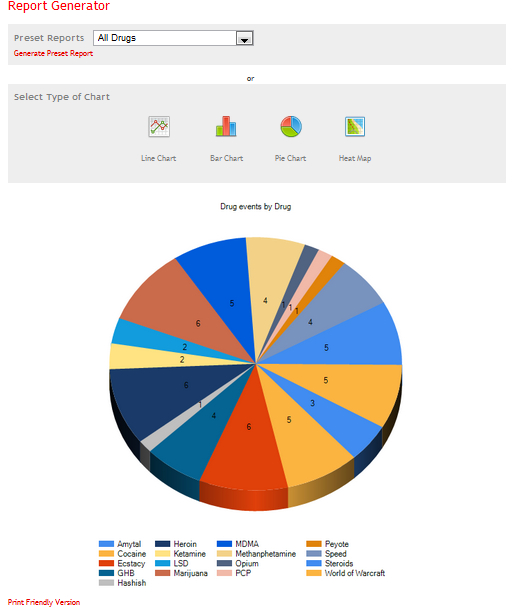 Report Generator
Preset Reports All Drugs
Generate Preset Report
or
Select Type of Chart
Line Chart Bar Chart Pie Chart Heat Map
Drug events by Drug
5 4 1 1 1
4
6
5
2
2
5
6
1
3
4
6
5
Amytal Heroin MDMA Peyote
Cocaine Ketamine Methanphetamine Speed
Ecstacy LSD Opium Steroids
GHB Marijuana PCP World of Warcraft
Hashish
Print Friendly Version